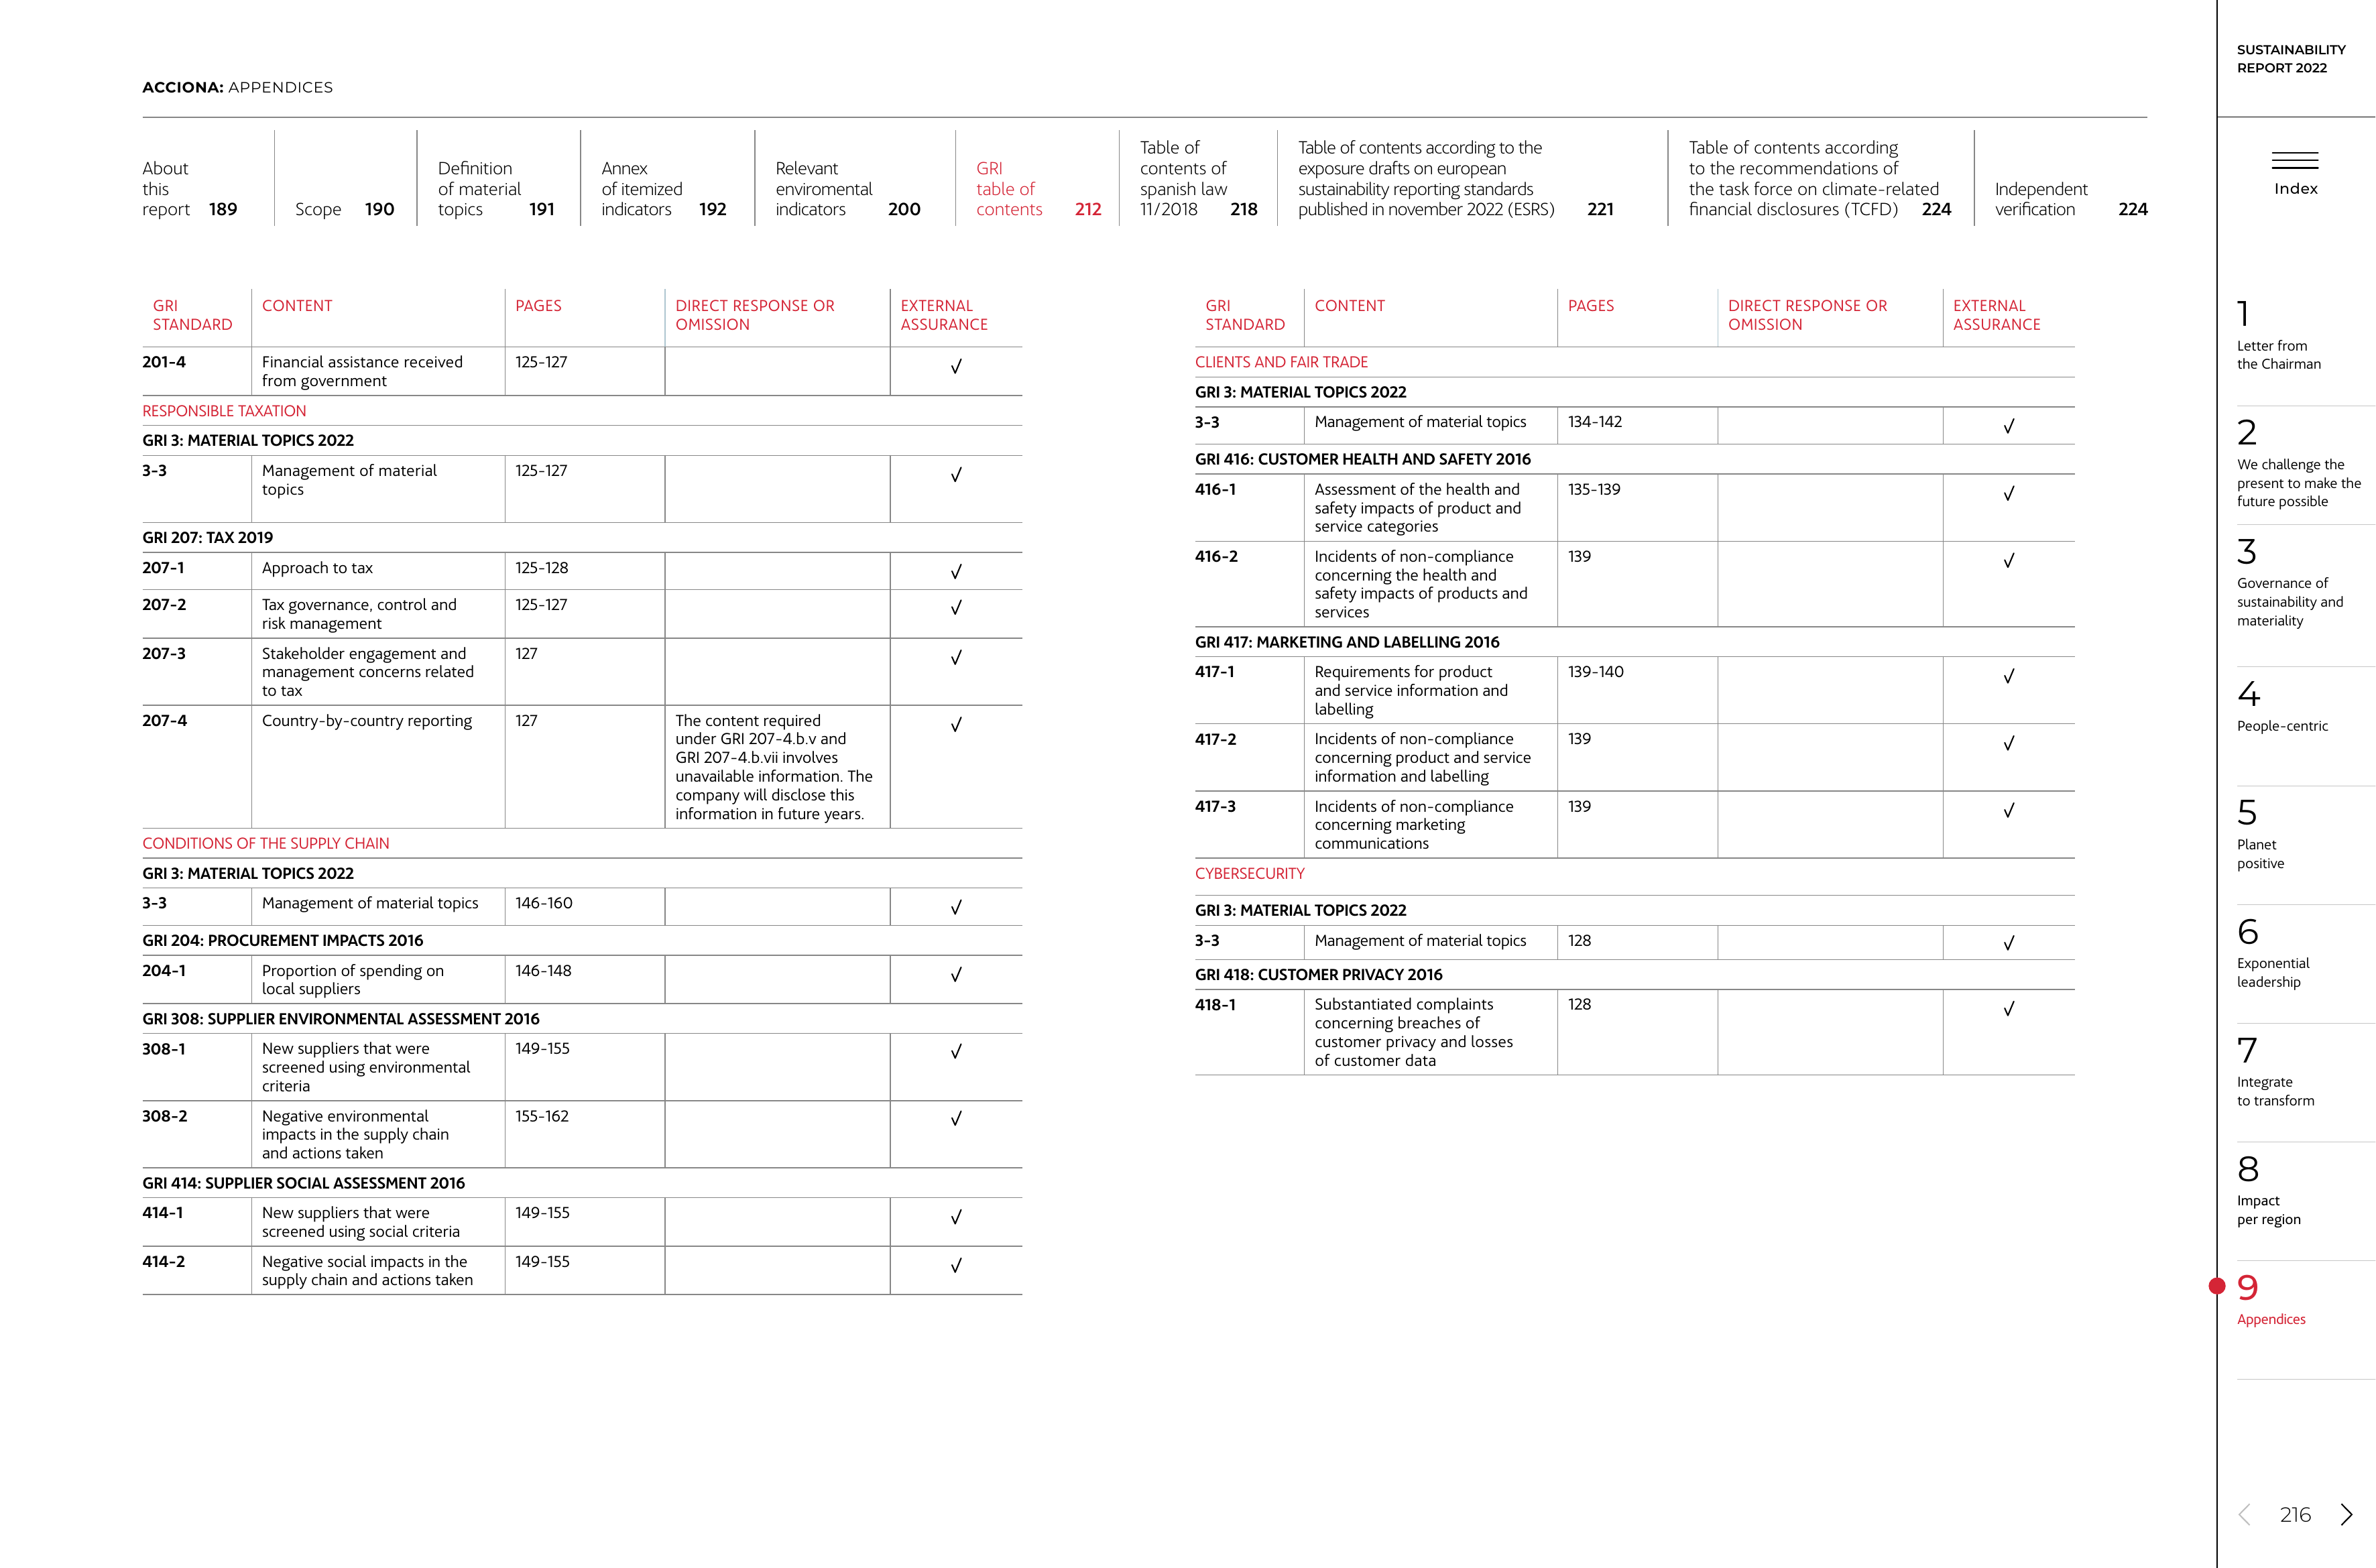 ACCIONA: APPENDICES
About
this
report 189
Scope 190
Definition
of material
topics 191
Annex
of itemized
indicators 192
Relevant
enviromental
indicators 200
GRI
table of
contents 212
Table of
contents of
spanish law
11/2018 218
Table of contents according to the
exposure drafts on european
sustainability reporting standards
published in november 2022 (ESRS) 221
Table of contents according
to the recommendations of
the task force on climate-related
financial disclosures (TCFD) 224
Independent
verification 224
GRI
STANDARD
CONTENT
PAGES
DIRECT RESPONSE OR
OMISSION
EXTERNAL
ASSURANCE
201-4
Financial assistance received
from government
125-127
√
RESPONSIBLE TAXATION
GRI 3: MATERIAL TOPICS 2022
3-3
Management of material
topics
125-127
√
GRI 207: TAX 2019
207-1
Approach to tax
125-128
√
207-2
Tax governance, control and
risk management
125-127
√
207-3
Stakeholder engagement and
management concerns related
to tax
127
√
207-4
Country-by-country reporting
127
The content required
under GRI 207-4.b.v and
GRI 207-4.b.vii involves
unavailable information. The
company will disclose this
information in future years.
√
CONDITIONS OF THE SUPPLY CHAIN
GRI 3: MATERIAL TOPICS 2022
3-3
Management of material topics
146-160
√
GRI 204: PROCUREMENT IMPACTS 2016
204-1
Proportion of spending on
local suppliers
146-148
√
GRI 308: SUPPLIER ENVIRONMENTAL ASSESSMENT 2016
308-1
New suppliers that were
screened using environmental
criteria
149-155
√
308-2
Negative environmental
impacts in the supply chain
and actions taken
155-162
√
GRI 414: SUPPLIER SOCIAL ASSESSMENT 2016
414-1
New suppliers that were
screened using social criteria
149-155
√
414-2
Negative social impacts in the
supply chain and actions taken
149-155
√
GRI
STANDARD
CONTENT
PAGES
DIRECT RESPONSE OR
OMISSION
EXTERNAL
ASSURANCE
CLIENTS AND FAIR TRADE
GRI 3: MATERIAL TOPICS 2022
3-3
Management of material topics
134-142
√
GRI 416: CUSTOMER HEALTH AND SAFETY 2016
416-1
Assessment of the health and
safety impacts of product and
service categories
135-139
√
416-2
Incidents of non-compliance
concerning the health and
safety impacts of products and
services
139
√
GRI 417: MARKETING AND LABELLING 2016
417-1
Requirements for product
and service information and
labelling
139-140
√
417-2
Incidents of non-compliance
concerning product and service
information and labelling
139
√
417-3
Incidents of non-compliance
concerning marketing
communications
139
√
CYBERSECURITY
GRI 3: MATERIAL TOPICS 2022
3-3
Management of material topics
128
√
GRI 418: CUSTOMER PRIVACY 2016
418-1
Substantiated complaints
concerning breaches of
customer privacy and losses
of customer data
128
√
SUSTAINABILITY
REPORT 2022
Index
1
Letter from
the Chairman
2
We challenge the
present to make the
future possible
3
Governance of
sustainability and
materiality
4
People-centric
5
Planet
positive
6
Exponential
leadership
7
Integrate
to transform
8
Impact
per region
9
Appendices
216